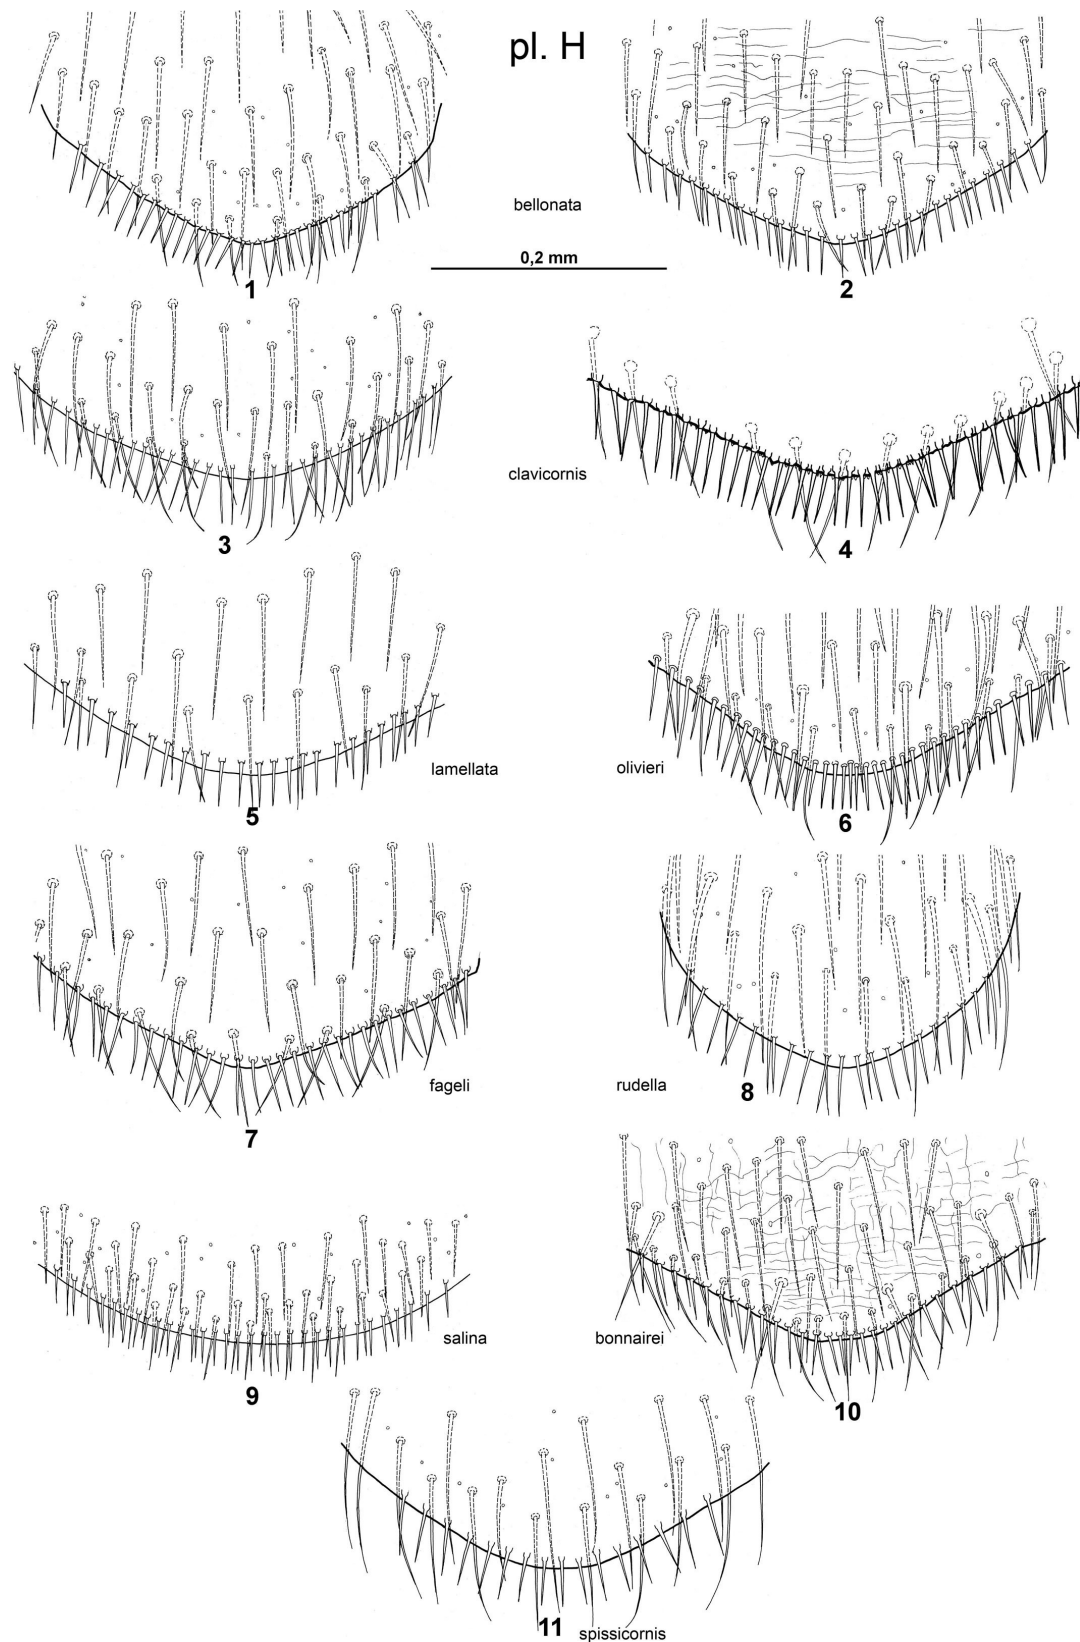 pl. H
bellonata
0,2 mm
1
2
clavicornis
3
4
lamellata
olivieri
5
6
fageli
rudella
7
8
salina
bonnairei
9
10
11
spissicornis